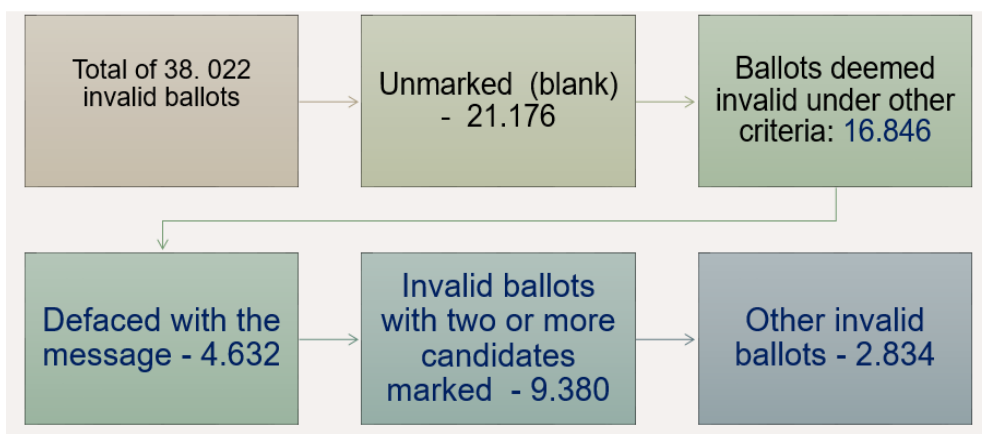 Total of 38. 022
invalid ballots
Unmarked  (blank)
-  21.176
Ballots deemed
invalid under other
criteria: 16.846
Defaced with the
message - 4.632
Invalid ballots
with two or more
candidates
marked  - 9.380
Other invalid
ballots - 2.834